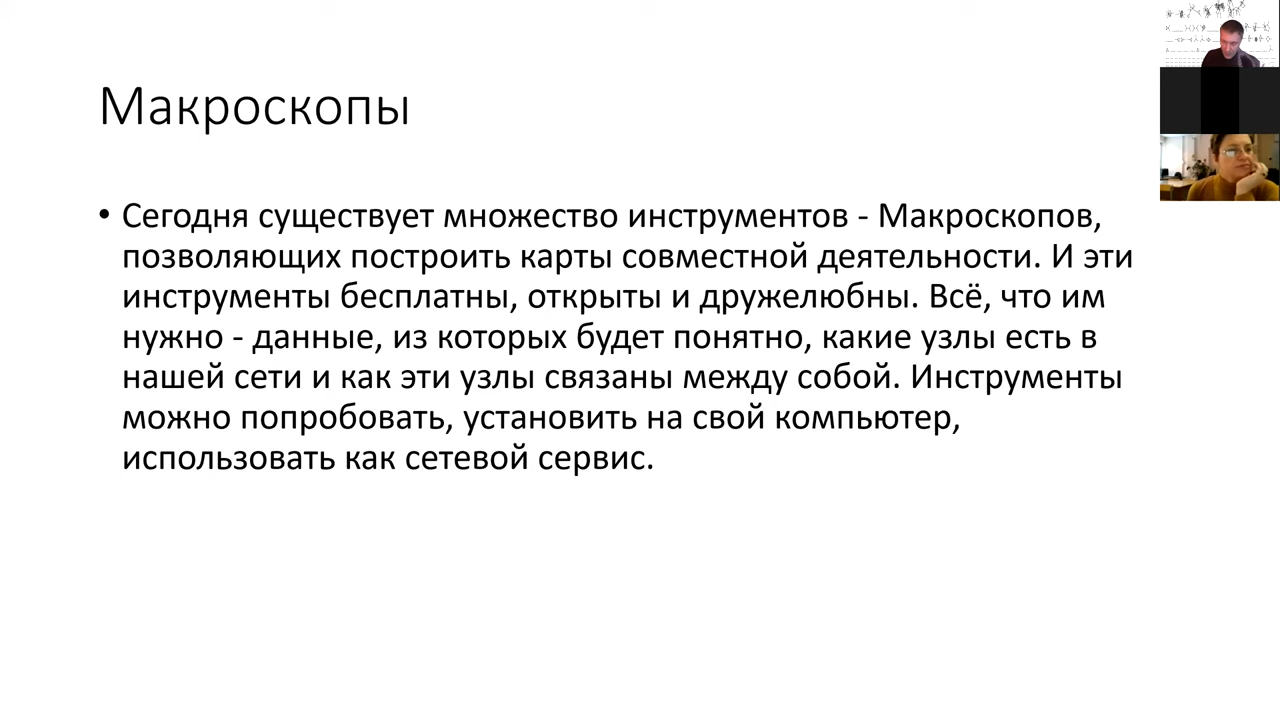 Макроскопы
• Сегодня существует множество инструментов - Макроскопов,
позволяющих построить карты совместной деятельности. И эти
инструменты бесплатны, открыты и дружелюбны. Всё, что им
нужно - данные, из которых будет понятно, какие узлы есть в
нашей сети и как эти узлы связаны между собой. Инструменты
можно попробовать, установить на свой компьютер,
использовать как сетевой сервис.